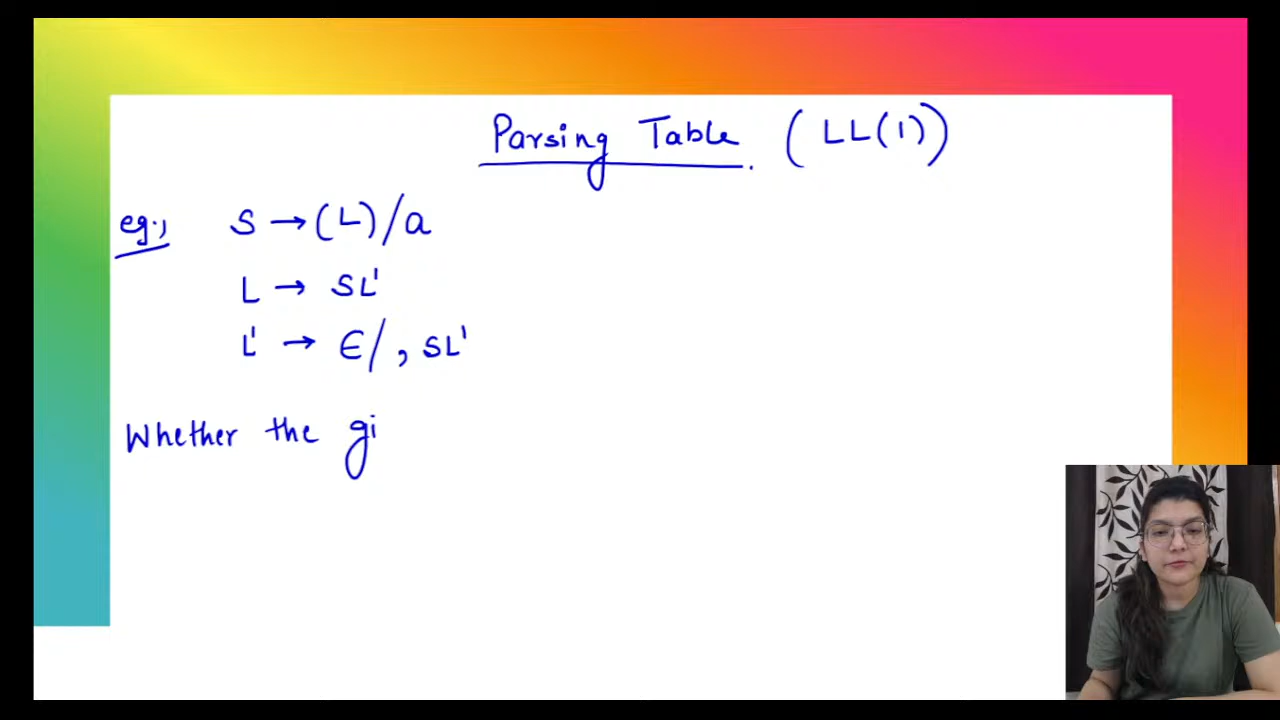 Parsing Table. (LL(1))
eg:, S → (L)/a
L → SL'
L' → ϵ/, SL'
Whether the gi